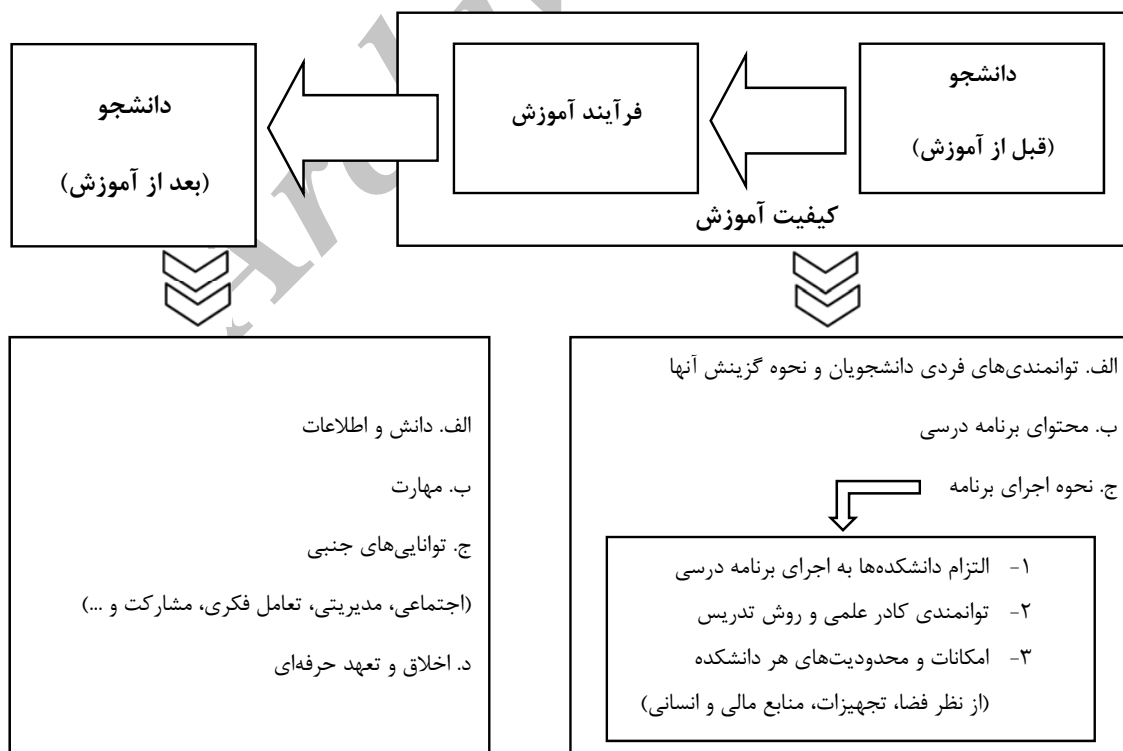 دانشجو
(قبل از آموزش)
فرآیند آموزش
کیفیت آموزش
دانشجو
(بعد از آموزش)
الف. توانمندی‌های فردی دانشجویان و نحوه گزینش آنها
ب. محتوای برنامه درسی
ج. نحوه اجرای برنامه
۱- التزام دانشکده‌ها به اجرای برنامه درسی
۲- توانمندی کادر علمی و روش تدریس
۳- امکانات و محدودیت‌های هر دانشکده
(از نظر فضا، تجهیزات، منابع مالی و انسانی)
الف. دانش و اطلاعات
ب. مهارت
ج. توانایی‌های جنبی
(اجتماعی، مدیریتی، تعامل فکری، مشارکت و ...)
د. اخلاق و تعهد حرفه‌ای